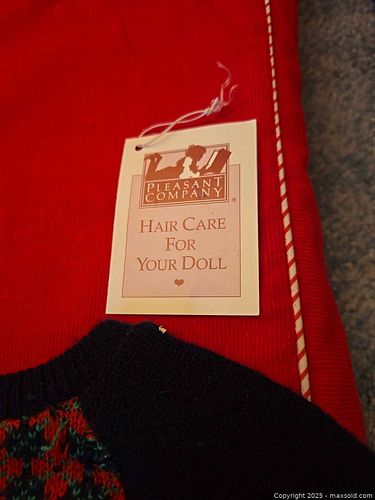 PLEASANT
COMPANY®
HAIR CARE
FOR
YOUR DOLL
Copyright © 2025 - maxsold.com